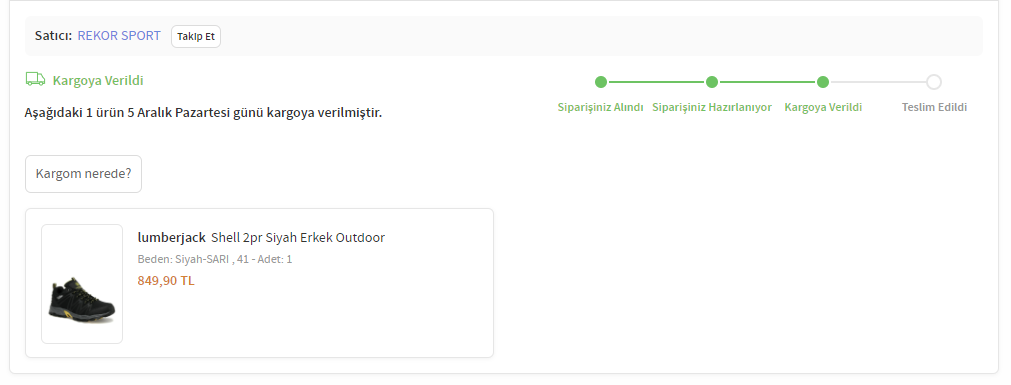 Satıcı: REKOR SPORT Takip Et
Kargoya Verildi
Aşağıdaki 1 ürün 5 Aralık Pazartesi günü kargoya verilmiştir.
Siparişiniz Alındı Siparişiniz Hazırlanıyor Kargoya Verildi Teslim Edildi
Kargom nerede?
lumberjack Shell 2pr Siyah Erkek Outdoor
Beden: Siyah-SARI , 41 - Adet: 1
849,90 TL